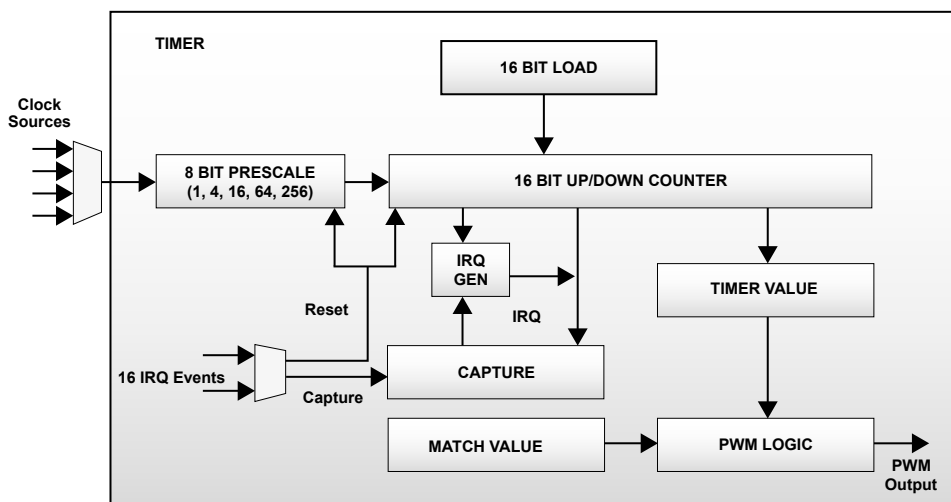 TIMER
16 BIT LOAD
Clock
Sources
8 BIT PRESCALE
(1, 4, 16, 64, 256)
16 BIT UP/DOWN COUNTER
IRQ
GEN
TIMER VALUE
Reset
IRQ
16 IRQ Events
CAPTURE
Capture
MATCH VALUE
PWM LOGIC
PWM
Output